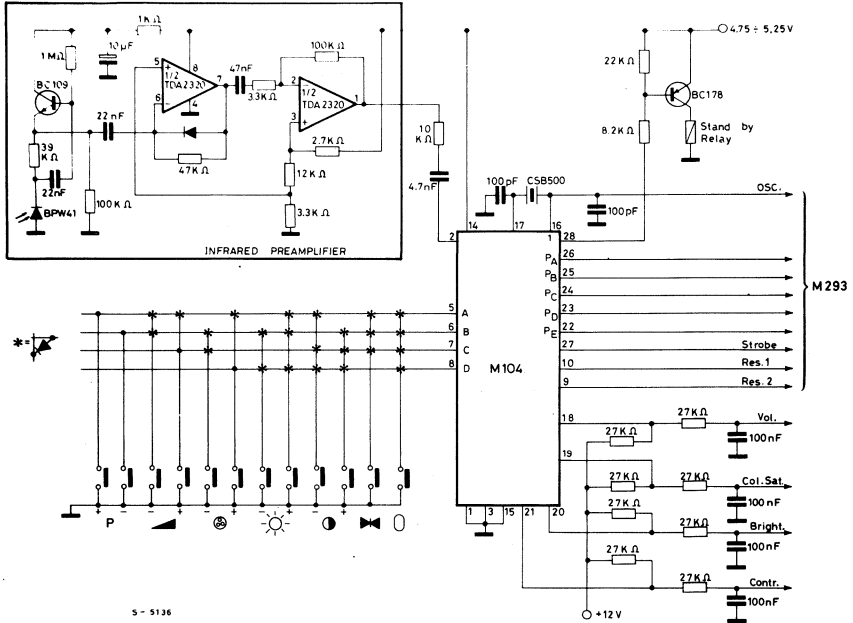 1KΩ
10µF
1MΩ
BC109
22nF
39
KΩ
22nF
BPW41
100KΩ
5
8
1/2
TDA2320
7
6
4
+
−
47KΩ
47nF
3.3KΩ
100KΩ
2
−
1/2
TDA2320
1
3
+
2.7KΩ
12KΩ
3.3KΩ
INFRARED PREAMPLIFIER
10
KΩ
4.7nF
4.75 ÷ 5,25V
22KΩ
BC178
8.2KΩ
Stand by
Relay
100pF
CSB500
100pF
OSC.
14
17
16
2
1
28
PA
26
PB
25
PC
24
PD
23
PE
22
27
Strobe
10
Res.1
9
Res.2
M293
5
A
6
B
7
C
8
D
M104
*=
18
27KΩ
27KΩ
Vol.
100nF
19
27KΩ
27KΩ
Col.Sat.
100nF
27KΩ
27KΩ
Bright.
100nF
27KΩ
27KΩ
Contr.
100nF
1
3
15
21
20
+12V
+ − − + − + − + − + − +
P
S - 5136